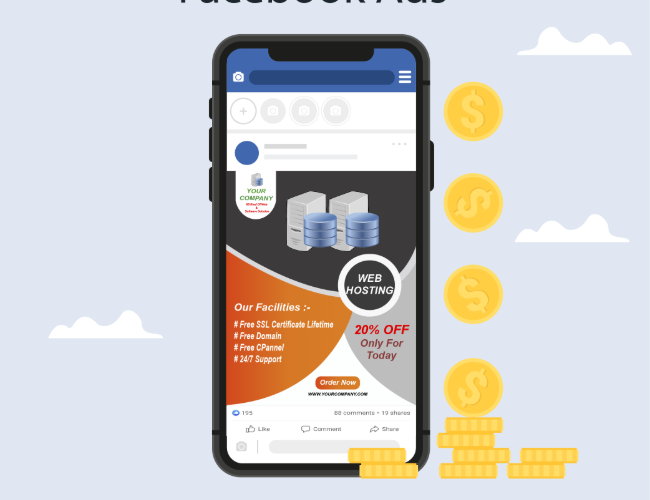 Facebook Ads
YOUR
COMPANY
WEB
HOSTING
Our Facilities :-
# Free SSL Certificate Lifetime
# Free Domain
# Free CPannel
# 24/7 Support
20% OFF
Only For
Today
Order Now
WWW.YOURCOMPANY.COM
195
88 comments • 19 shares
Like
Comment
Share